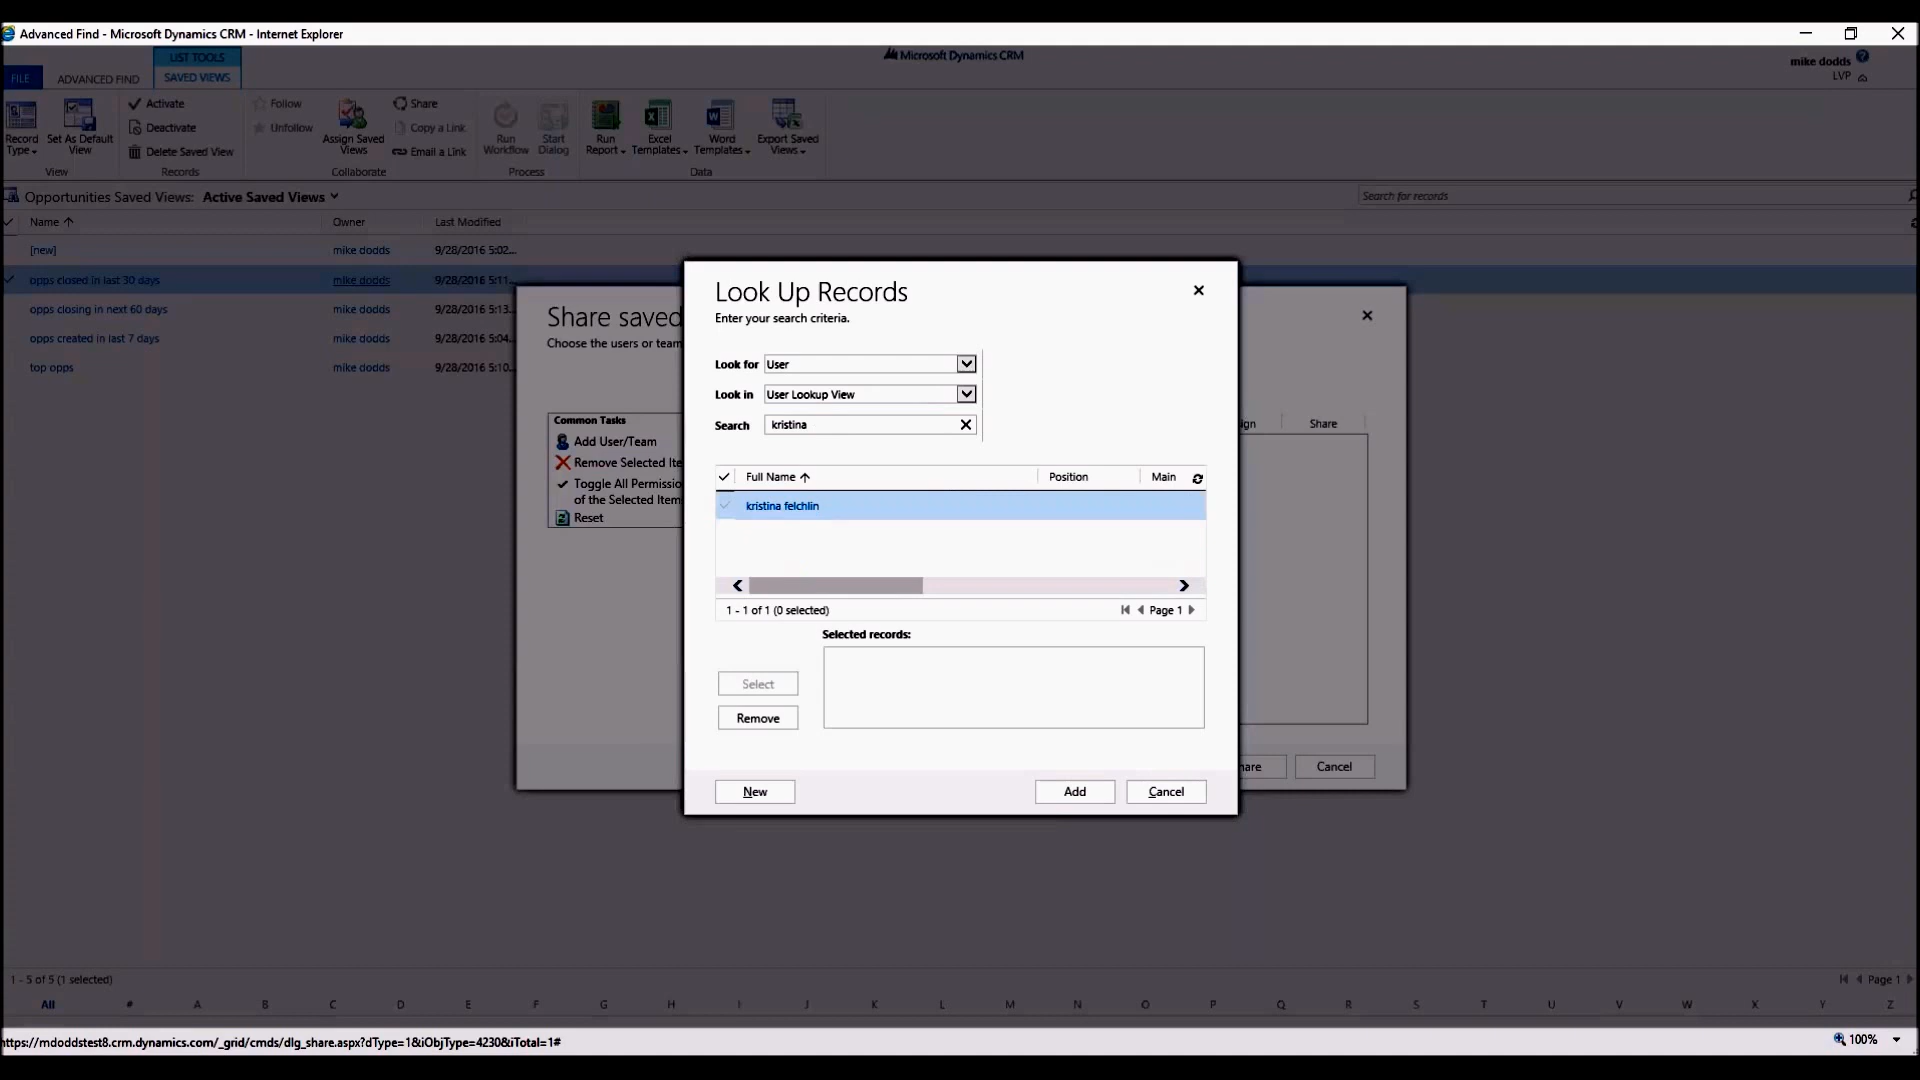 Advanced Find - Microsoft Dynamics CRM - Internet Explorer
LIST TOOLS
Microsoft Dynamics CRM
mike dodds
LVP
FILE
ADVANCED FIND
SAVED VIEWS
Record Type
Set As Default View
Activate
Deactivate
Delete Saved View
Follow
Unfollow
Assign Saved Views
Share
Copy a Link
Email a Link
Run Workflow
Start Dialog
Run Report
Excel Templates
Word Templates
Export Saved Views
View
Records
Collaborate
Process
Data
Opportunities Saved Views: Active Saved Views
Search for records
Name
Owner
Last Modified
[new] mike dodds 9/28/2016 5:02...
opps closed in last 30 days mike dodds 9/28/2016 5:11...
opps closing in next 60 days mike dodds 9/28/2016 5:13...
opps created in last 7 days mike dodds 9/28/2016 5:04...
top opps mike dodds 9/28/2016 5:10...
Share saved
Choose the users or team
Common Tasks
Add User/Team
Remove Selected Ite
Toggle All Permissio
of the Selected Item
Reset
ign
Share
hare
Cancel
Look Up Records
Enter your search criteria.
Look for User
Look in User Lookup View
Search kristina
Full Name
Position
Main
kristina felchlin
1 - 1 of 1 (0 selected)
Page 1
Selected records:
Select
Remove
New
Add
Cancel
1 - 5 of 5 (1 selected)
Page 1
All # A B C D E F G H I J K L M N O P Q R S T U V W X Y Z
https://mdoddstest8.crm.dynamics.com/_grid/cmds/dlg_share.aspx?dType=1&iObjType=4230&iTotal=1#
100%